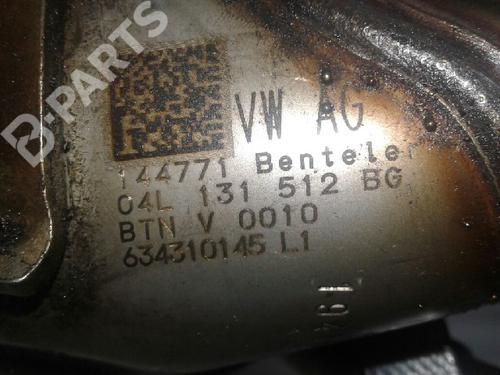 B-PARTS
VW AG
144771 Benteler
04L 131 512 BG
BTN V 0010
634310145 L1